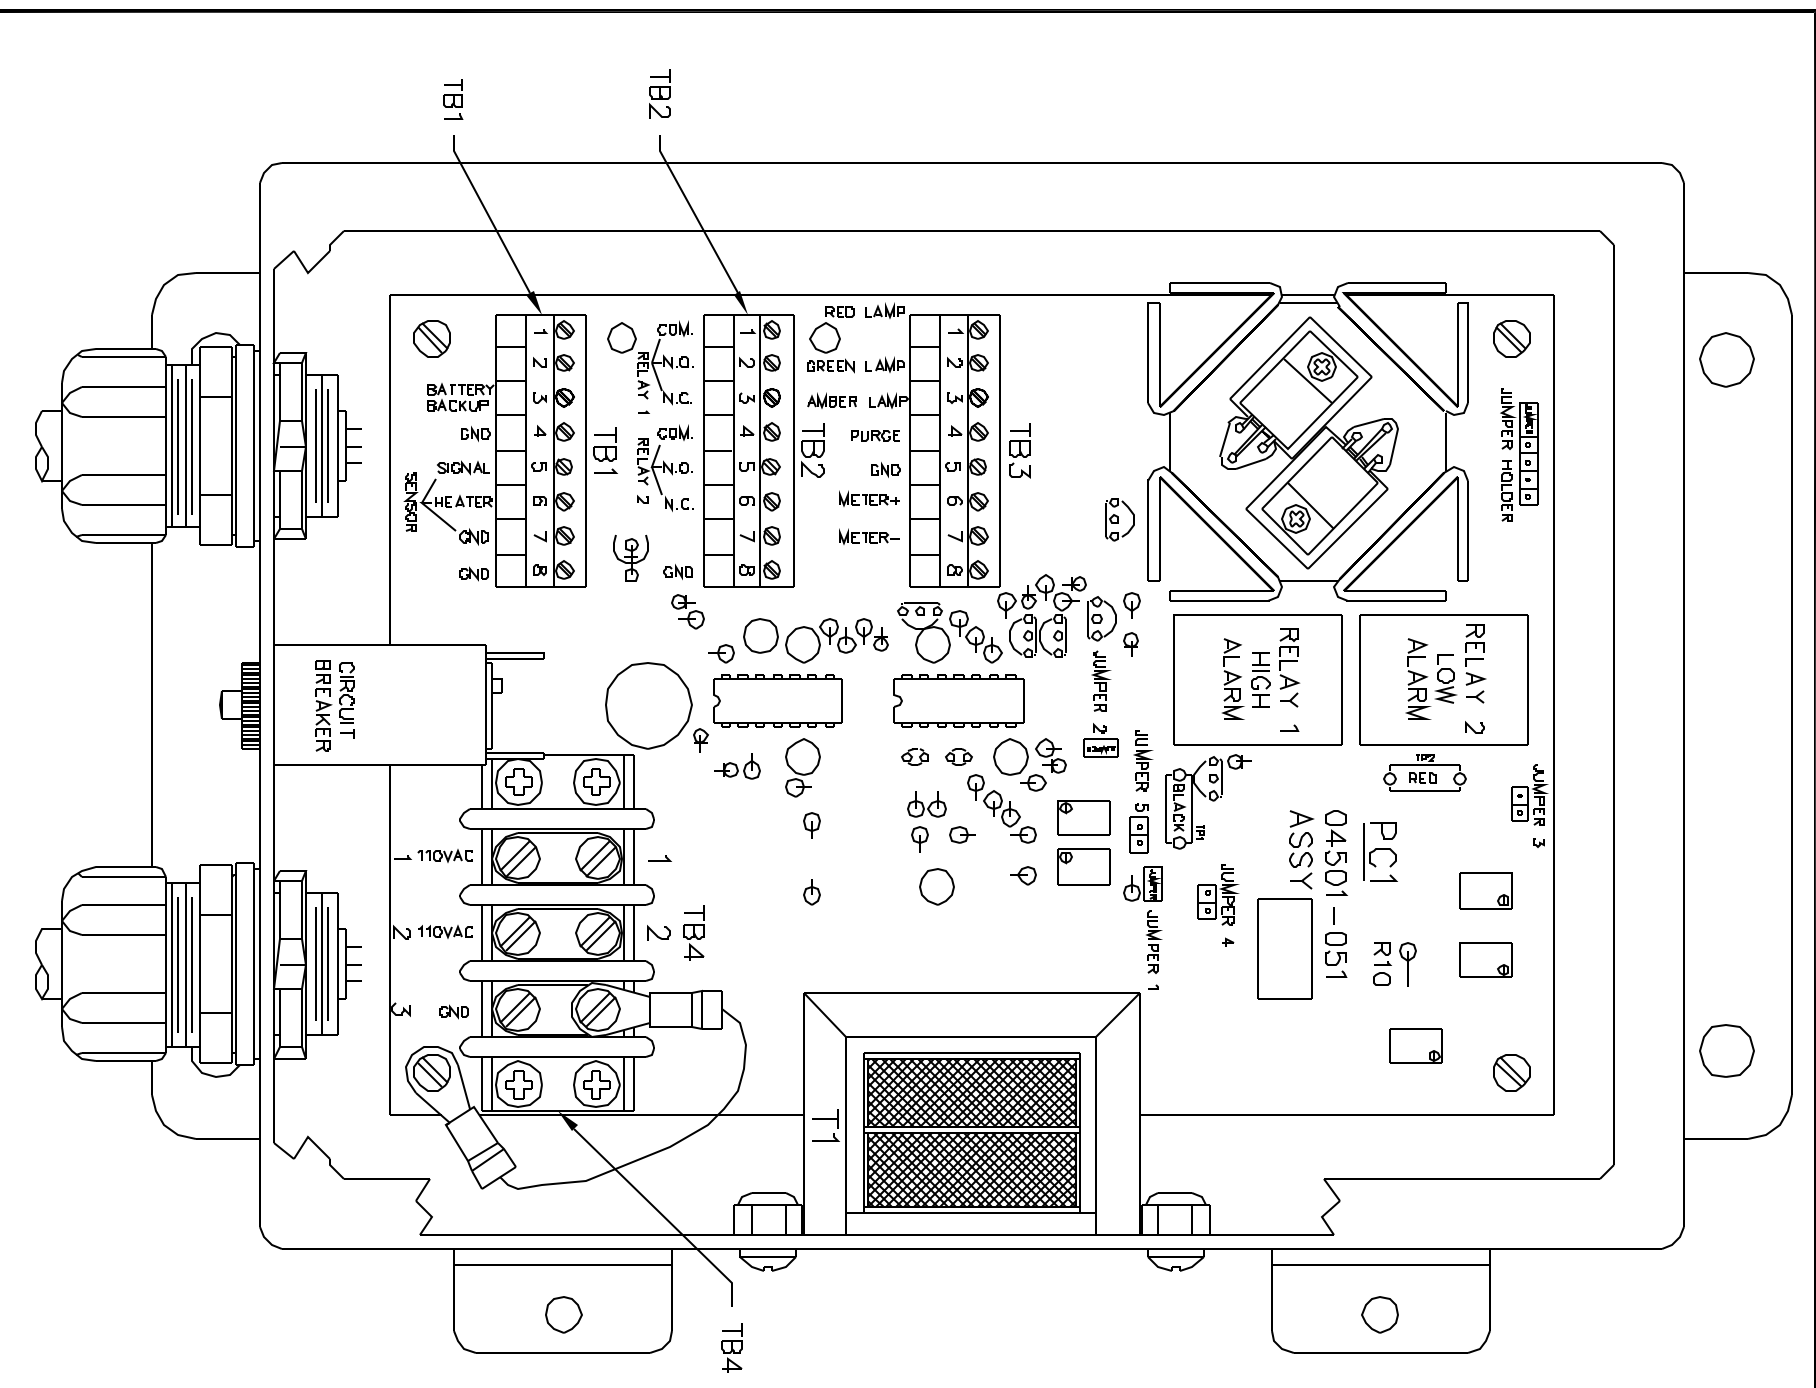 TB1
TB2
RED LAMP
COM.
1
1
1
N.O.
GREEN LAMP
2
2
2
BATTERY
BACKUP
RELAY 1
N.C.
AMBER LAMP
3
3
3
GND
COM.
PURGE
4
4
4
TB1
TB2
TB3
SIGNAL
RELAY 2
N.O.
GND
5
5
5
SENSOR
HEATER
N.C.
METER+
6
6
6
GND
METER-
7
7
7
GND
GND
8
8
8
JUMPER HOLDER
CIRCUIT
BREAKER
JUMPER 2
RELAY 1
HIGH
ALARM
RELAY 2
LOW
ALARM
JUMPER 5
BLACK
TP1
TP2
RED
JUMPER 3
1
110VAC
1
PC1
04501-051
ASSY
2
110VAC
2
TB4
JUMPER 4
JUMPER 1
R10
3
GND
T1
TB4